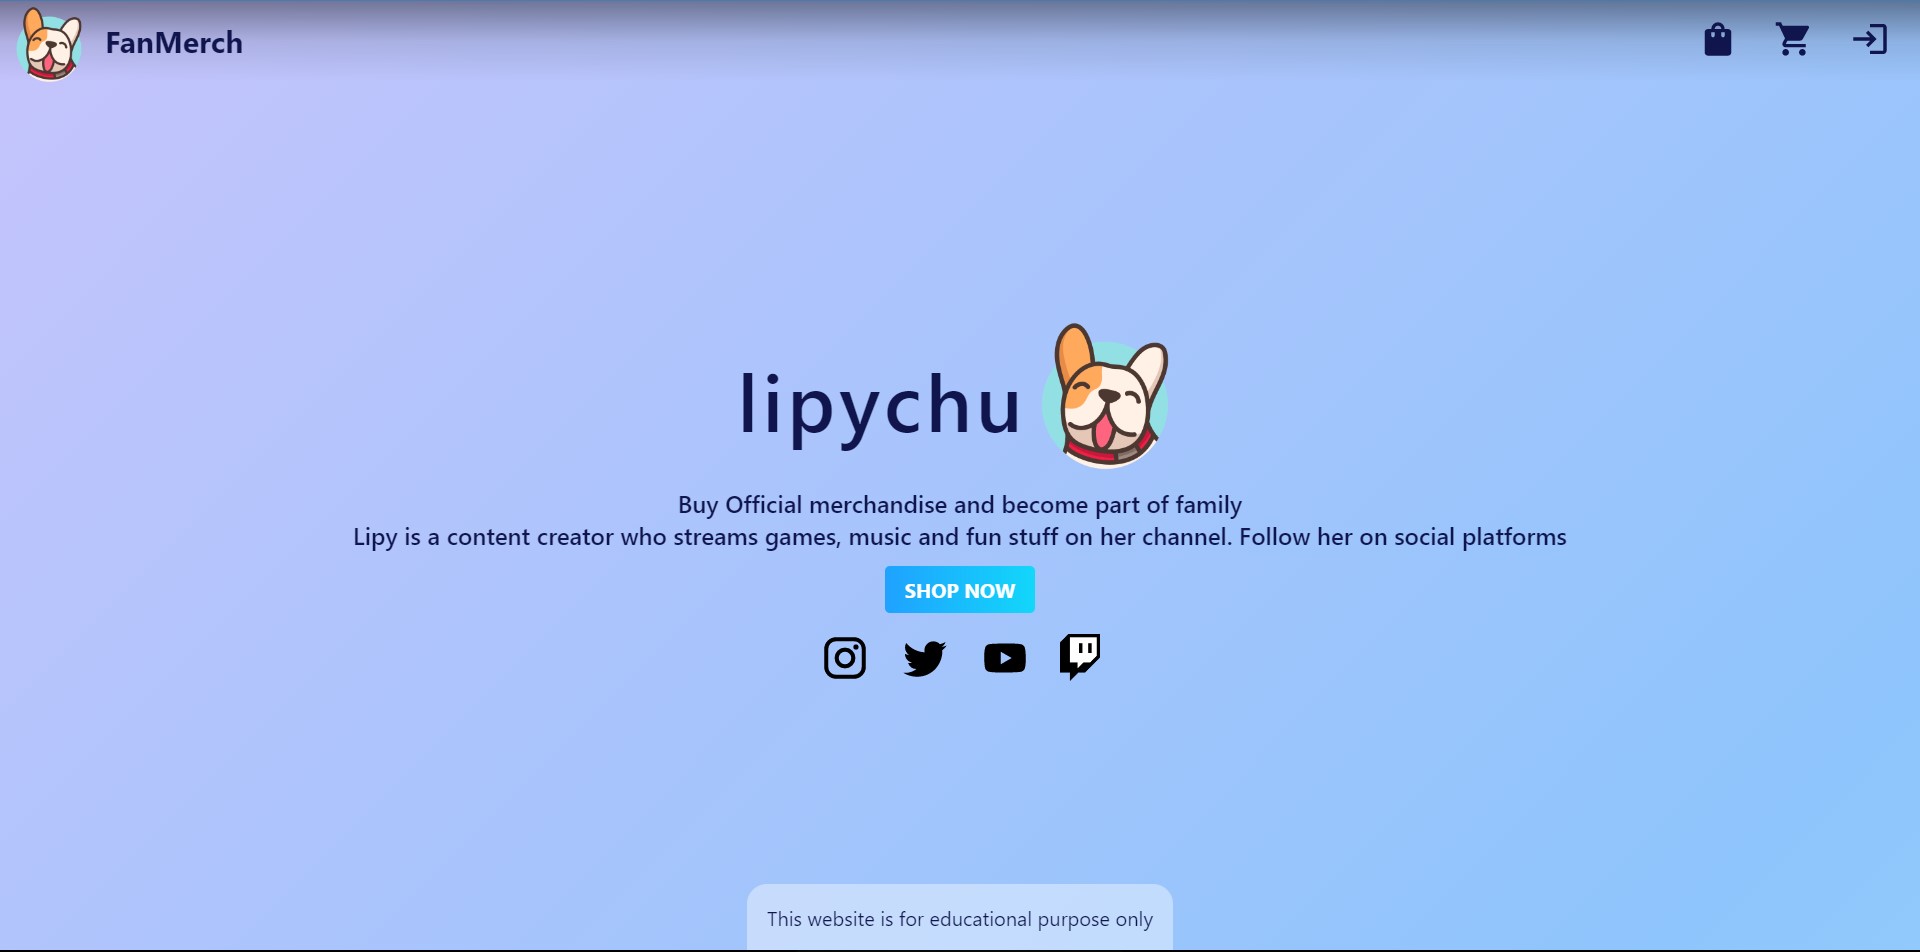 FanMerch
lipychu
Buy Official merchandise and become part of family
Lipy is a content creator who streams games, music and fun stuff on her channel. Follow her on social platforms
SHOP NOW
This website is for educational purpose only